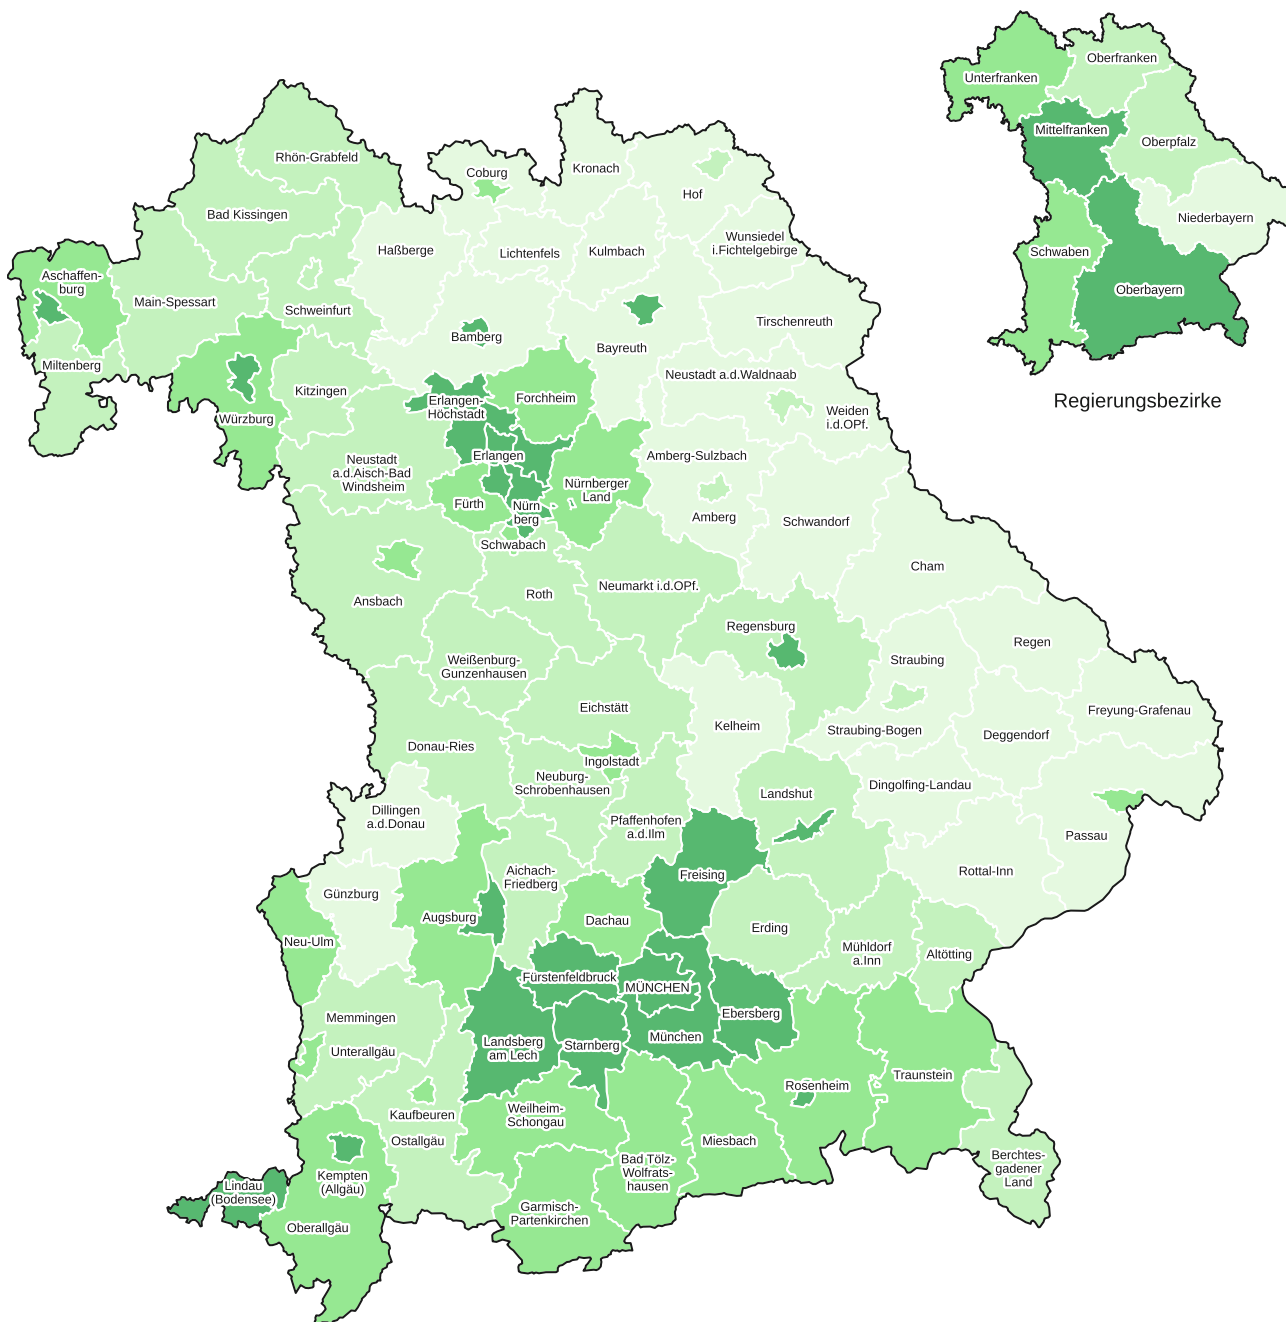 Oberfranken
Unterfranken
Mittelfranken
Oberpfalz
Niederbayern
Schwaben
Oberbayern
Regierungsbezirke
Rhön-Grabfeld
Coburg
Kronach
Hof
Bad Kissingen
Haßberge
Lichtenfels
Kulmbach
Wunsiedel
i.Fichtelgebirge
Aschaffen-
burg
Main-Spessart
Schweinfurt
Tirschenreuth
Bamberg
Bayreuth
Miltenberg
Neustadt a.d.Waldnaab
Kitzingen
Erlangen-
Höchstadt
Forchheim
Weiden
i.d.OPf.
Würzburg
Erlangen
Amberg-Sulzbach
Neustadt
a.d.Aisch-Bad
Windsheim
Nürnberger
Land
Fürth
Nürn
berg
Amberg
Schwandorf
Schwabach
Cham
Neumarkt i.d.OPf.
Roth
Ansbach
Regensburg
Regen
Weißenburg-
Gunzenhausen
Straubing
Eichstätt
Freyung-Grafenau
Kelheim
Straubing-Bogen
Deggendorf
Donau-Ries
Ingolstadt
Neuburg-
Schrobenhausen
Dingolfing-Landau
Landshut
Dillingen
a.d.Donau
Pfaffenhofen
a.d.Ilm
Passau
Aichach-
Friedberg
Freising
Rottal-Inn
Günzburg
Augsburg
Dachau
Erding
Neu-Ulm
Mühldorf
a.Inn
Altötting
Fürstenfeldbruck
MÜNCHEN
Memmingen
Ebersberg
Landsberg
am Lech
Starnberg
München
Unterallgäu
Traunstein
Rosenheim
Kaufbeuren
Weilheim-
Schongau
Ostallgäu
Miesbach
Bad Tölz-
Wolfrats-
hausen
Berchtes-
gadener
Land
Kempten
(Allgäu)
Lindau
(Bodensee)
Garmisch-
Partenkirchen
Oberallgäu